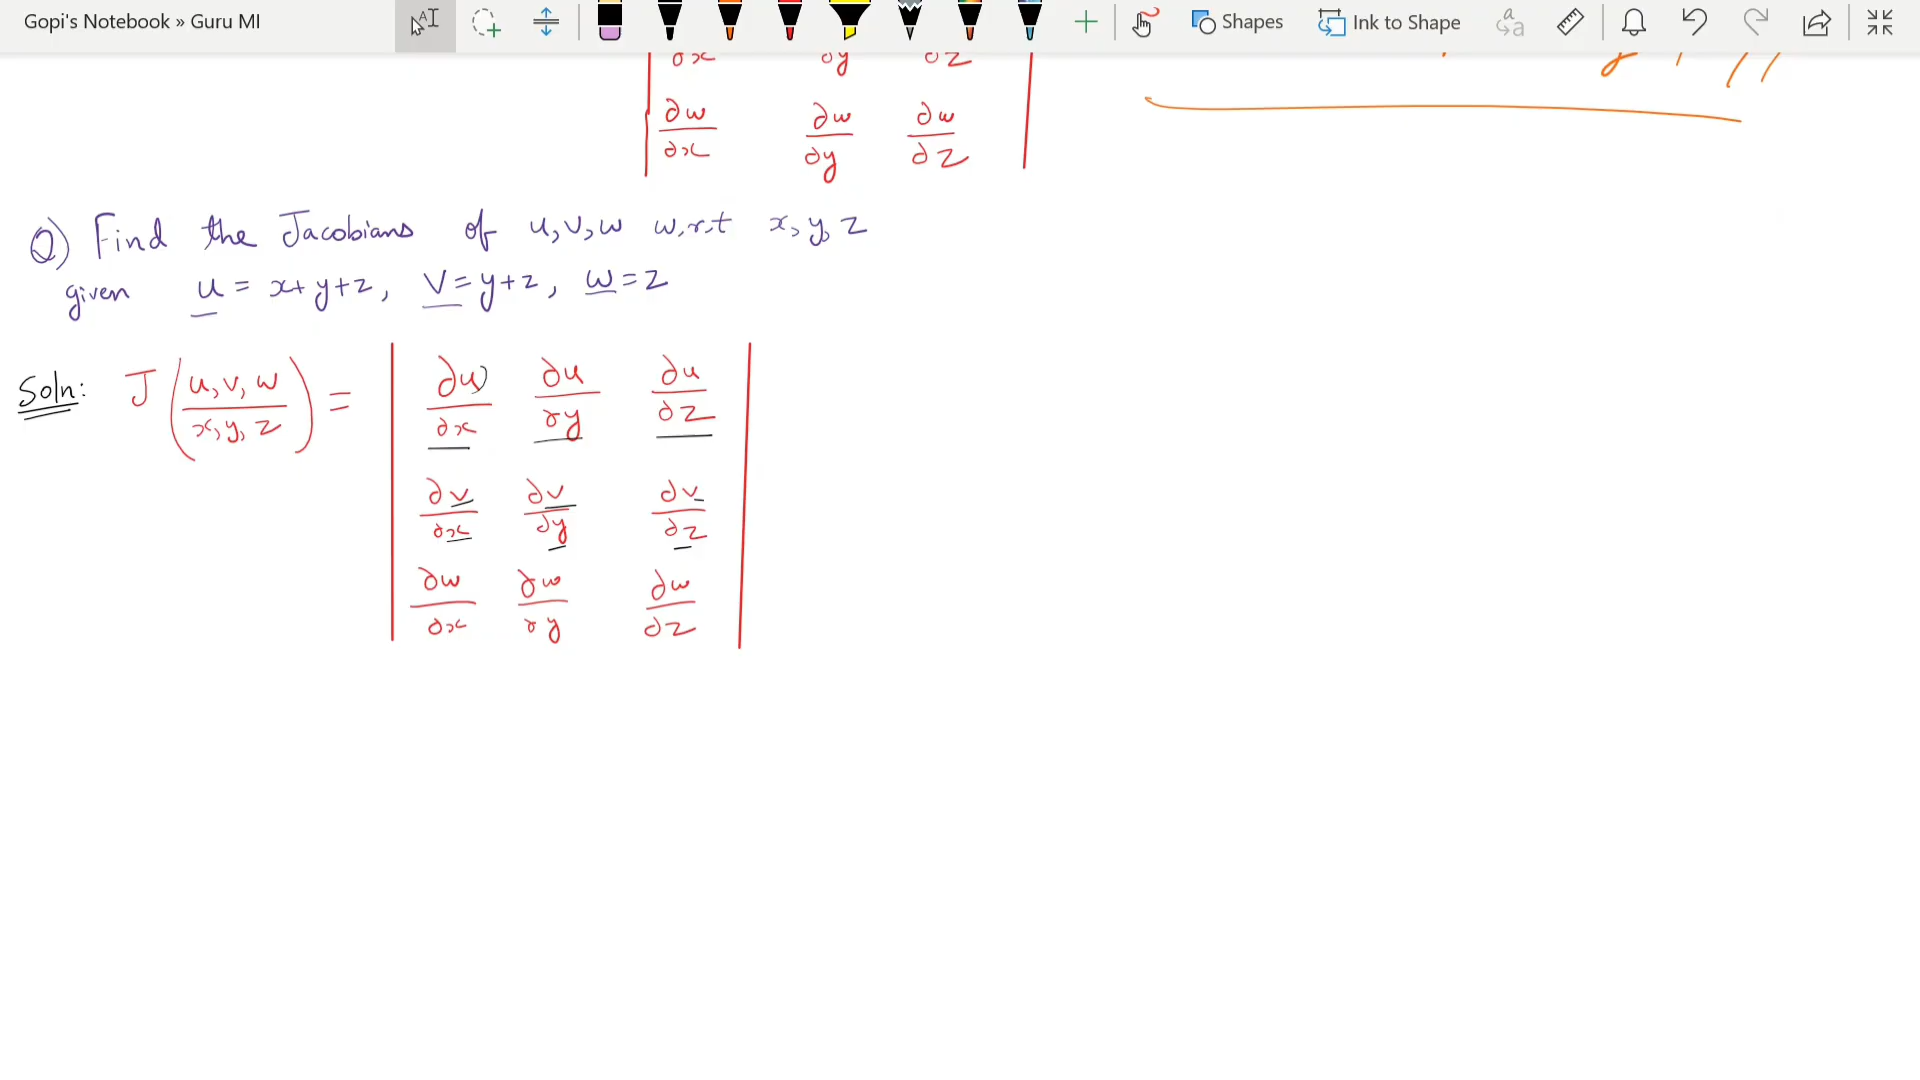 Gopi's Notebook » Guru MI
Shapes
Ink to Shape
∂x ∂y ∂z
∂w/∂x ∂w/∂y ∂w/∂z
Q) Find the Jacobians of u,v,w w.r.t x,y,z
given u = x+y+z, v=y+z, w=z
Soln: J (u,v,w / x,y,z) = | ∂u/∂x ∂u/∂y ∂u/∂z |
∂v/∂x ∂v/∂y ∂v/∂z
∂w/∂x ∂w/∂y ∂w/∂z